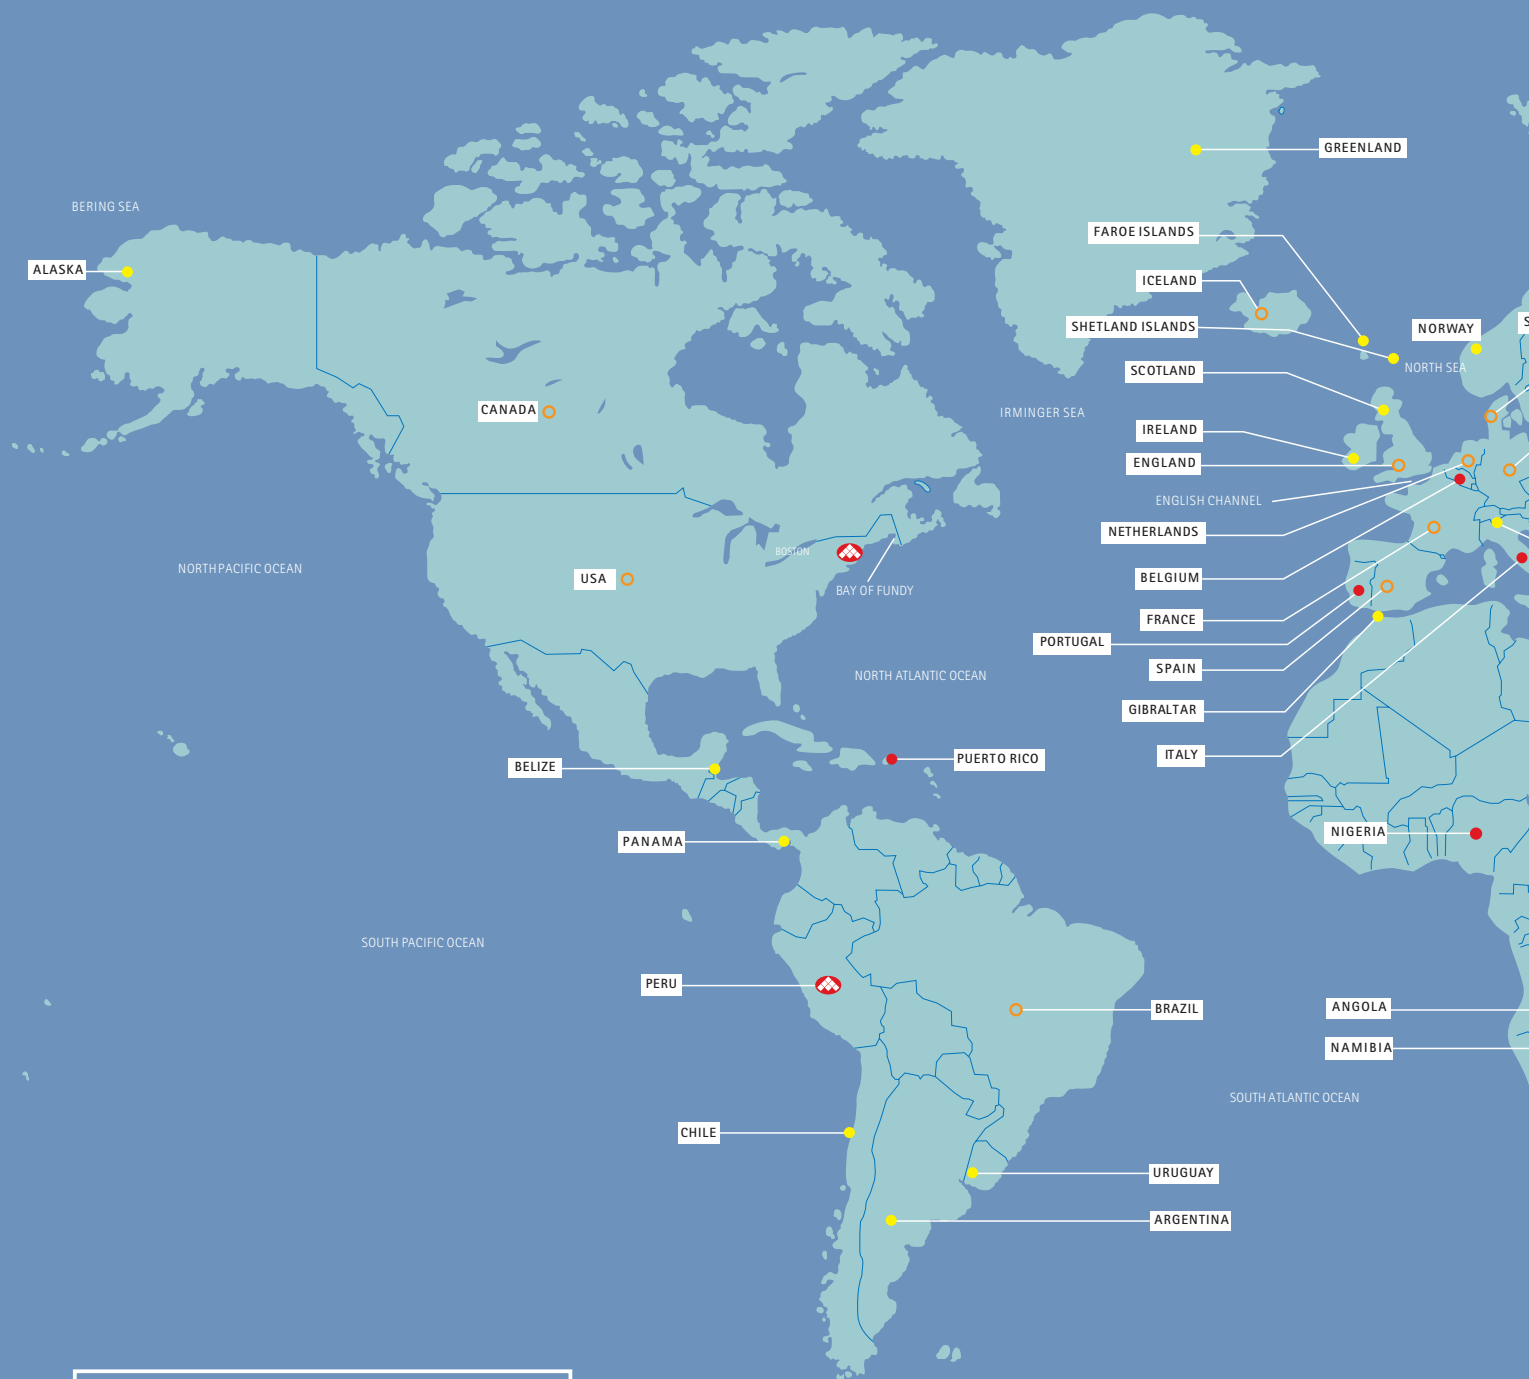 GREENLAND
BERING SEA
FAROE ISLANDS
ALASKA
ICELAND
SHETLAND ISLANDS
NORWAY
S
NORTH SEA
SCOTLAND
CANADA
IRMINGER SEA
IRELAND
ENGLAND
ENGLISH CHANNEL
NETHERLANDS
BOSTON
NORTH PACIFIC OCEAN
USA
BELGIUM
BAY OF FUNDY
FRANCE
PORTUGAL
SPAIN
NORTH ATLANTIC OCEAN
GIBRALTAR
ITALY
PUERTO RICO
BELIZE
NIGERIA
PANAMA
SOUTH PACIFIC OCEAN
PERU
BRAZIL
ANGOLA
NAMIBIA
SOUTH ATLANTIC OCEAN
CHILE
URUGUAY
ARGENTINA